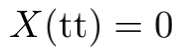 X(tt) = 0